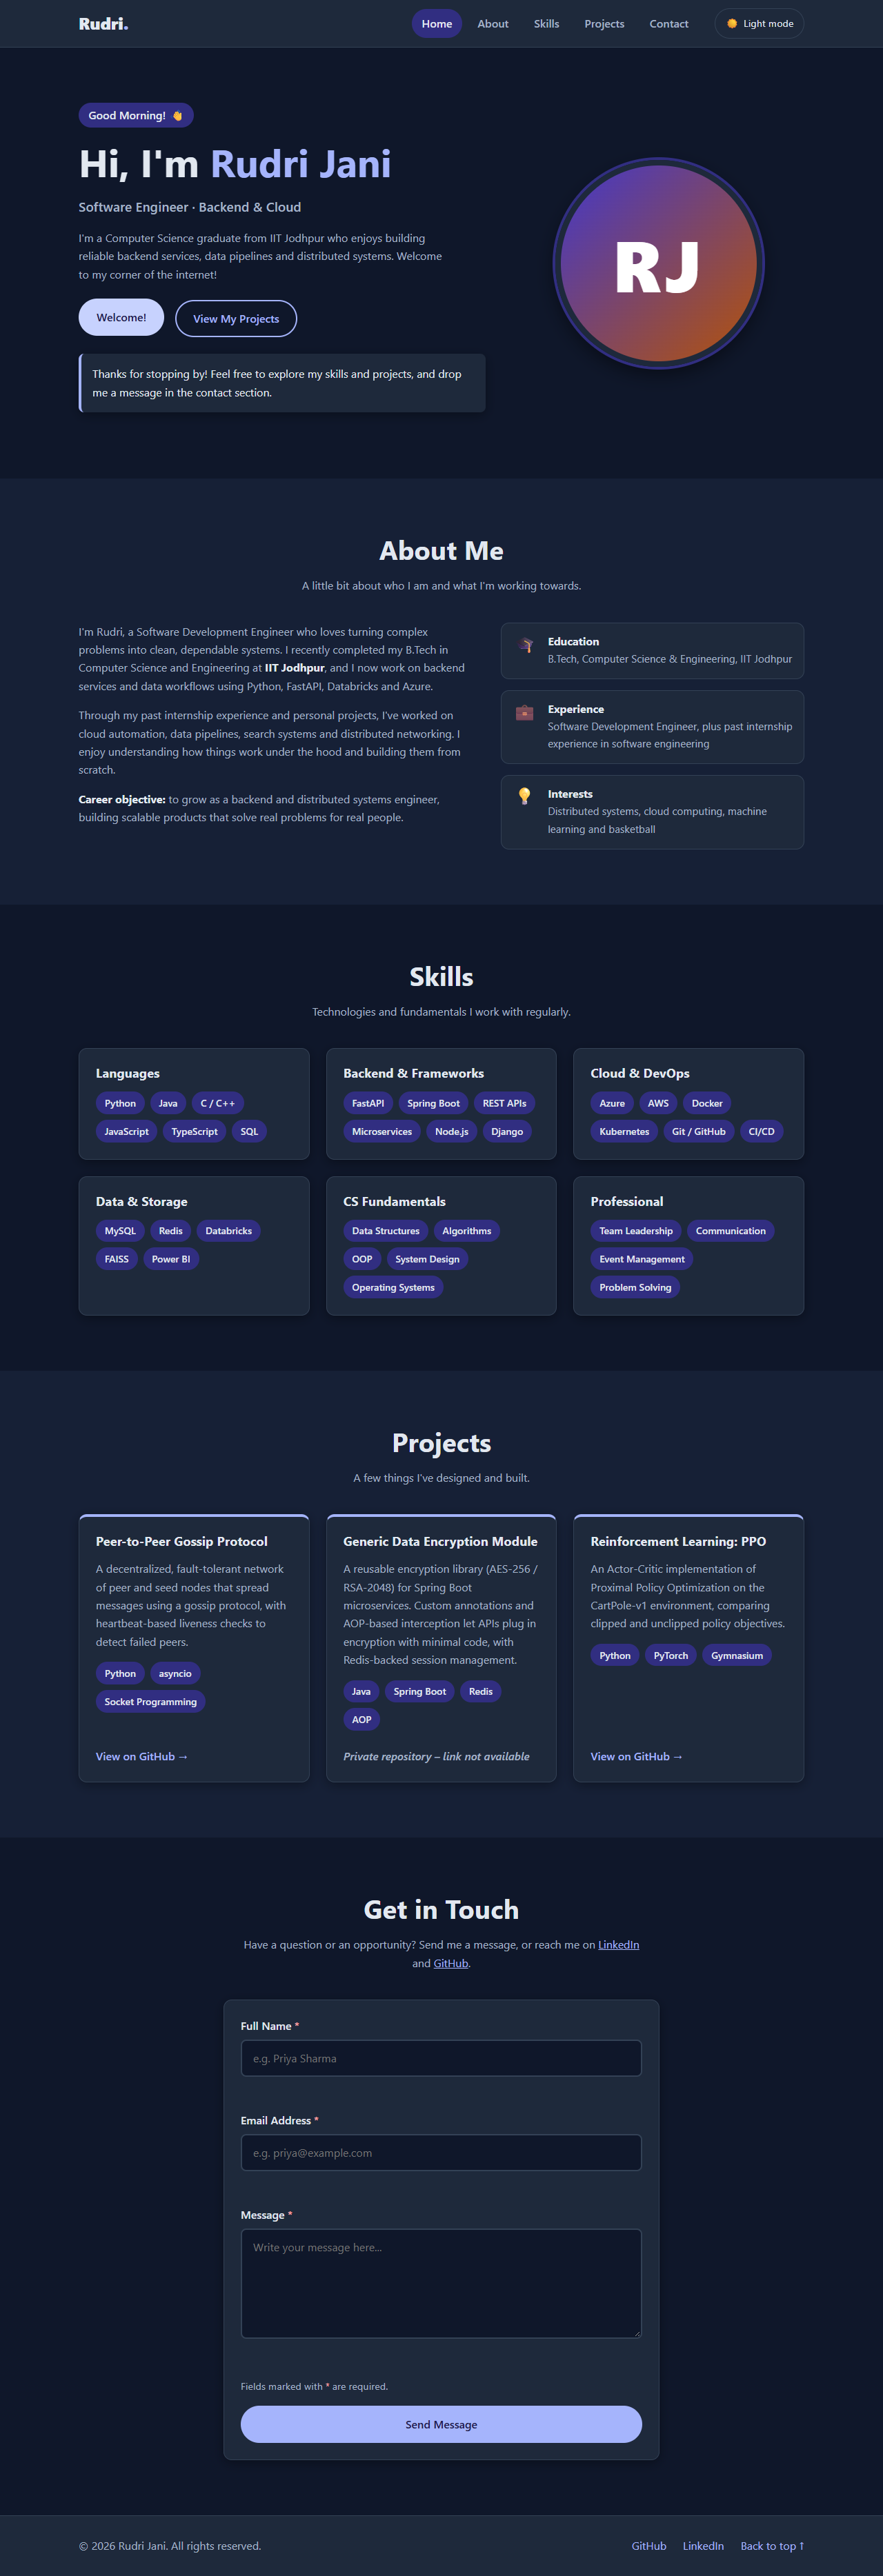 Rudri.
Home About Skills Projects Contact Light mode
Good Morning! 👋
Hi, I'm Rudri Jani
Software Engineer · Backend & Cloud
I'm a Computer Science graduate from IIT Jodhpur who enjoys building
reliable backend services, data pipelines and distributed systems. Welcome
to my corner of the internet!
Welcome! View My Projects
Thanks for stopping by! Feel free to explore my skills and projects, and drop
me a message in the contact section.
RJ
About Me
A little bit about who I am and what I'm working towards.
I'm Rudri, a Software Development Engineer who loves turning complex
problems into clean, dependable systems. I recently completed my B.Tech in
Computer Science and Engineering at IIT Jodhpur, and I now work on backend
services and data workflows using Python, FastAPI, Databricks and Azure.
Through my past internship experience and personal projects, I've worked on
cloud automation, data pipelines, search systems and distributed networking. I
enjoy understanding how things work under the hood and building them from
scratch.
Career objective: to grow as a backend and distributed systems engineer,
building scalable products that solve real problems for real people.
Education
B.Tech, Computer Science & Engineering, IIT Jodhpur
Experience
Software Development Engineer, plus past internship
experience in software engineering
Interests
Distributed systems, cloud computing, machine
learning and basketball
Skills
Technologies and fundamentals I work with regularly.
Languages
Python Java C / C++
JavaScript TypeScript SQL
Backend & Frameworks
FastAPI Spring Boot REST APIs
Microservices Node.js Django
Cloud & DevOps
Azure AWS Docker
Kubernetes Git / GitHub CI/CD
Data & Storage
MySQL Redis Databricks
FAISS Power BI
CS Fundamentals
Data Structures Algorithms
OOP System Design
Operating Systems
Professional
Team Leadership Communication
Event Management
Problem Solving
Projects
A few things I've designed and built.
Peer-to-Peer Gossip Protocol
A decentralized, fault-tolerant network
of peer and seed nodes that spread
messages using a gossip protocol, with
heartbeat-based liveness checks to
detect failed peers.
Python asyncio
Socket Programming
View on GitHub →
Generic Data Encryption Module
A reusable encryption library (AES-256 /
RSA-2048) for Spring Boot
microservices. Custom annotations and
AOP-based interception let APIs plug in
encryption with minimal code, with
Redis-backed session management.
Java Spring Boot Redis
AOP
Private repository – link not available
Reinforcement Learning: PPO
An Actor-Critic implementation of
Proximal Policy Optimization on the
CartPole-v1 environment, comparing
clipped and unclipped policy objectives.
Python PyTorch Gymnasium
View on GitHub →
Get in Touch
Have a question or an opportunity? Send me a message, or reach me on LinkedIn
and GitHub.
Full Name *
e.g. Priya Sharma
Email Address *
e.g. priya@example.com
Message *
Write your message here...
Fields marked with * are required.
Send Message
© 2026 Rudri Jani. All rights reserved.
GitHub LinkedIn Back to top ↑